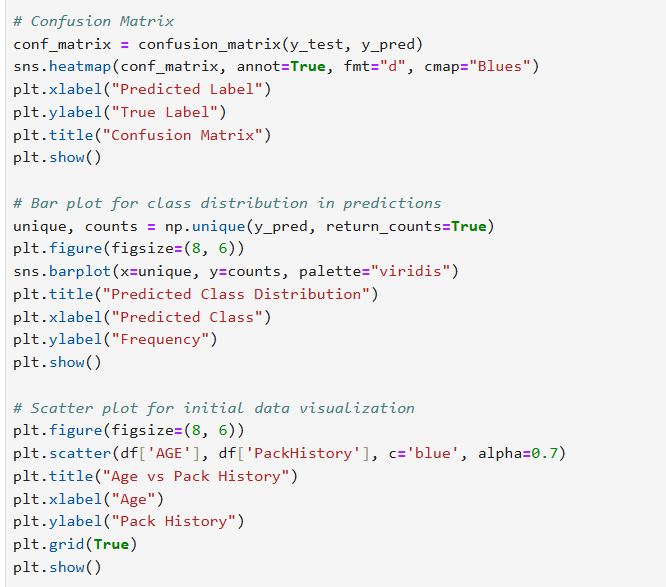 # Confusion Matrix
conf_matrix = confusion_matrix(y_test, y_pred)
sns.heatmap(conf_matrix, annot=True, fmt="d", cmap="Blues")
plt.xlabel("Predicted Label")
plt.ylabel("True Label")
plt.title("Confusion Matrix")
plt.show()

# Bar plot for class distribution in predictions
unique, counts = np.unique(y_pred, return_counts=True)
plt.figure(figsize=(8, 6))
sns.barplot(x=unique, y=counts, palette="viridis")
plt.title("Predicted Class Distribution")
plt.xlabel("Predicted Class")
plt.ylabel("Frequency")
plt.show()

# Scatter plot for initial data visualization
plt.figure(figsize=(8, 6))
plt.scatter(df['AGE'], df['PackHistory'], c='blue', alpha=0.7)
plt.title("Age vs Pack History")
plt.xlabel("Age")
plt.ylabel("Pack History")
plt.grid(True)
plt.show()